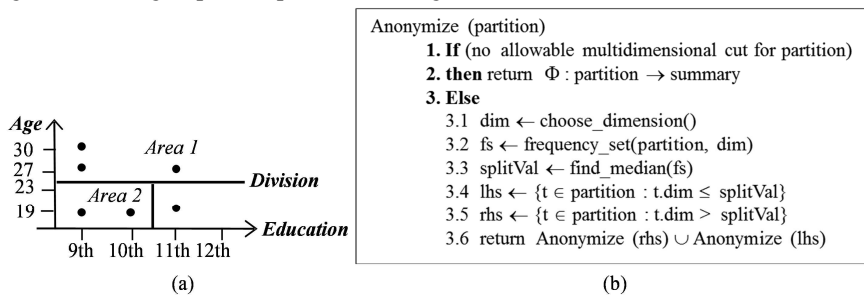 Age
30
27
23
19
Area 1
Area 2
Division
Education
9th 10th 11th 12th
(a)
Anonymize (partition)
1. If (no allowable multidimensional cut for partition)
2. then return Φ : partition → summary
3. Else
3.1 dim ← choose_dimension()
3.2 fs ← frequency_set(partition, dim)
3.3 splitVal ← find_median(fs)
3.4 lhs ← {t ∈ partition : t.dim ≤ splitVal}
3.5 rhs ← {t ∈ partition : t.dim > splitVal}
3.6 return Anonymize (rhs) ∪ Anonymize (lhs)
(b)